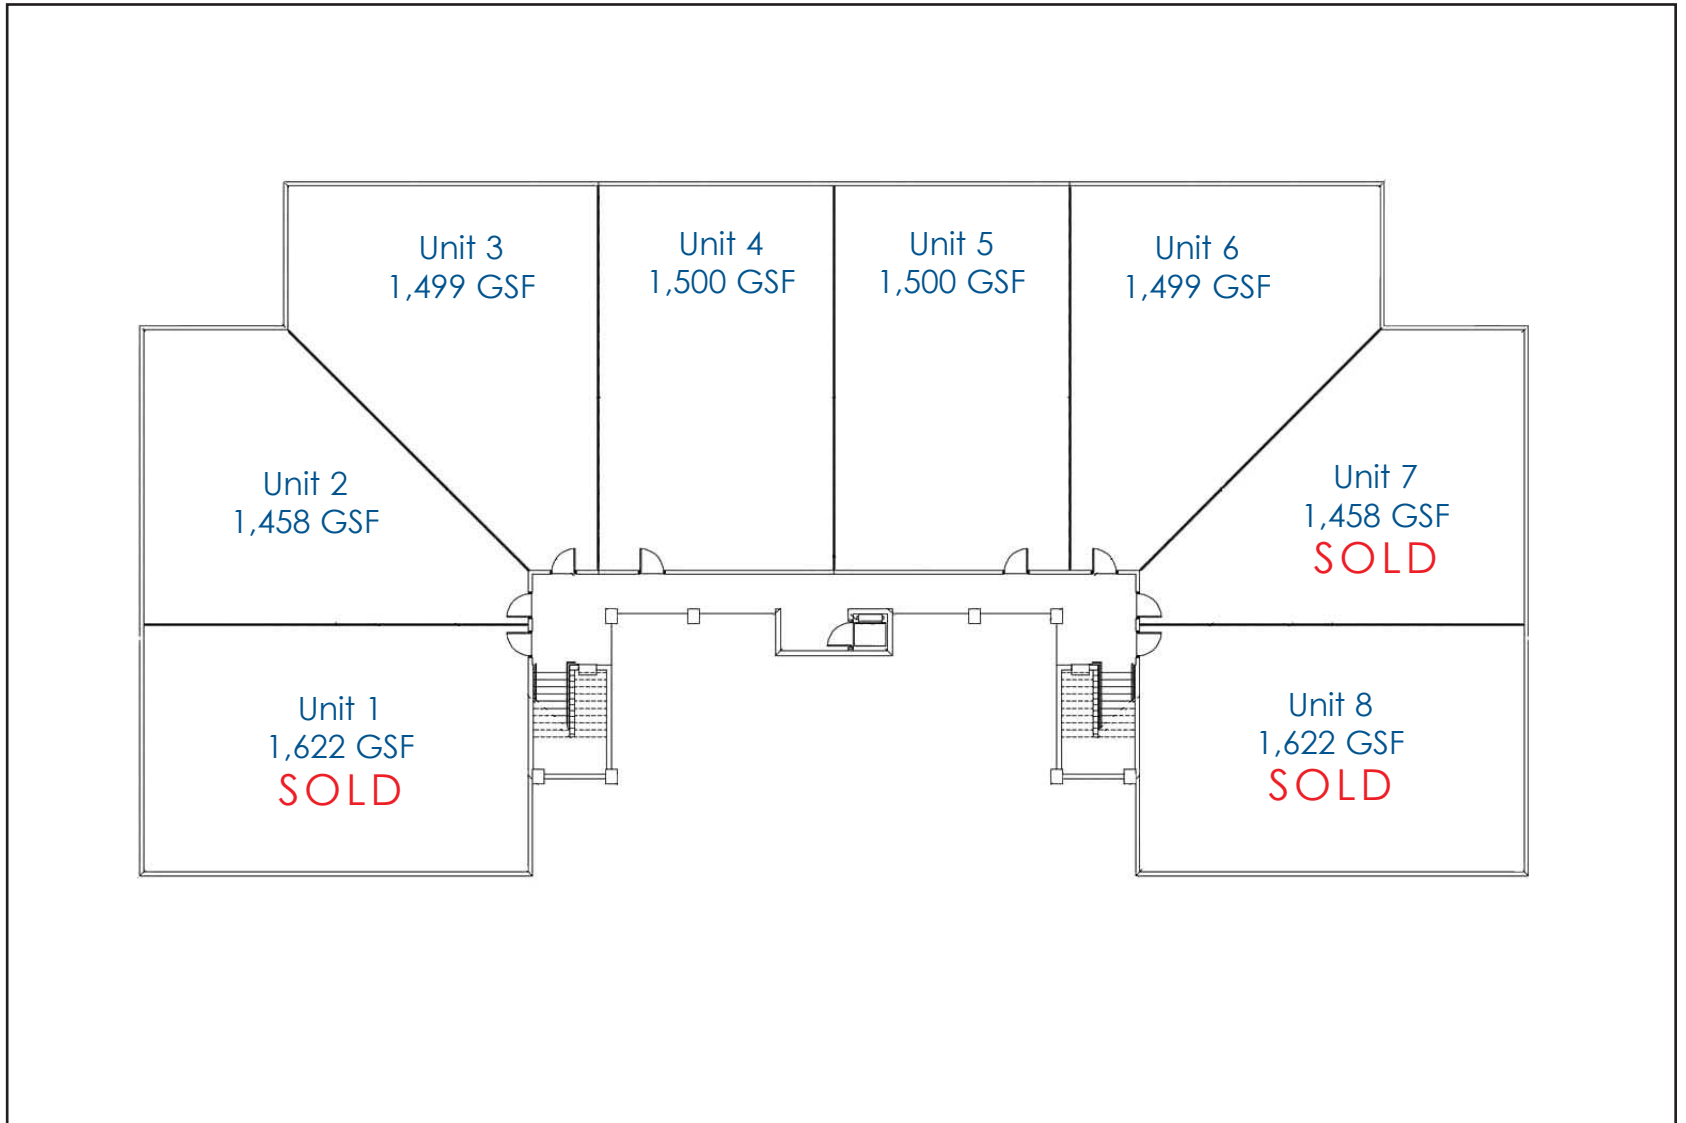 Unit 3
1,499 GSF
Unit 4
1,500 GSF
Unit 5
1,500 GSF
Unit 6
1,499 GSF
Unit 2
1,458 GSF
Unit 7
1,458 GSF
SOLD
Unit 1
1,622 GSF
SOLD
Unit 8
1,622 GSF
SOLD